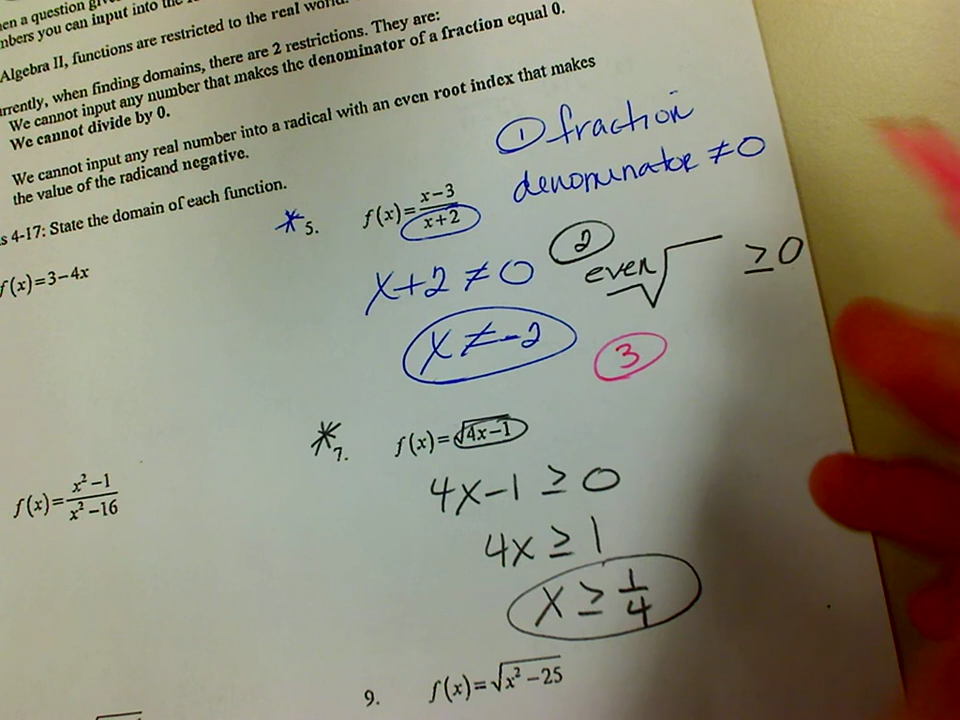 en a question giv
mbers you can input into the
Algebra II, functions are restricted to the real world.
rrently, when finding domains, there are 2 restrictions. They are:
We cannot input any number that makes the denominator of a fraction equal 0.
We cannot divide by 0.
We cannot input any real number into a radical with an even root index that makes
the value of the radicand negative.
s 4-17: State the domain of each function.
① fraction
denominator ≠ 0
* 5. f(x)=(x−3)/(x+2)
f(x)=3−4x
x+2 ≠ 0
x ≠ -2
② even √ ≥ 0
③
* 7. f(x)=√(4x−1)
4x-1 ≥ 0
4x ≥ 1
x ≥ 1/4
f(x)=(x²−1)/(x²−16)
9. f(x)=√(x²−25)